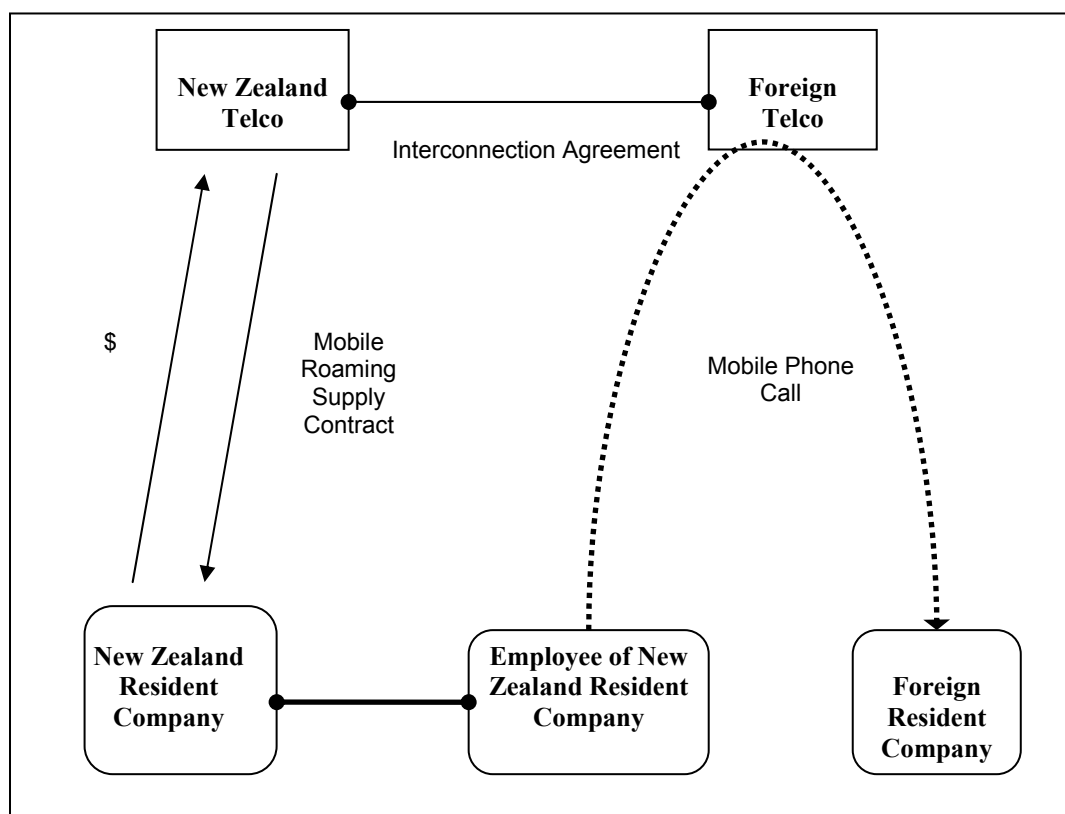 New Zealand
Telco
Foreign
Telco
Interconnection Agreement
$
Mobile
Roaming
Supply
Contract
Mobile Phone
Call
New Zealand
Resident
Company
Employee of New
Zealand Resident
Company
Foreign
Resident
Company